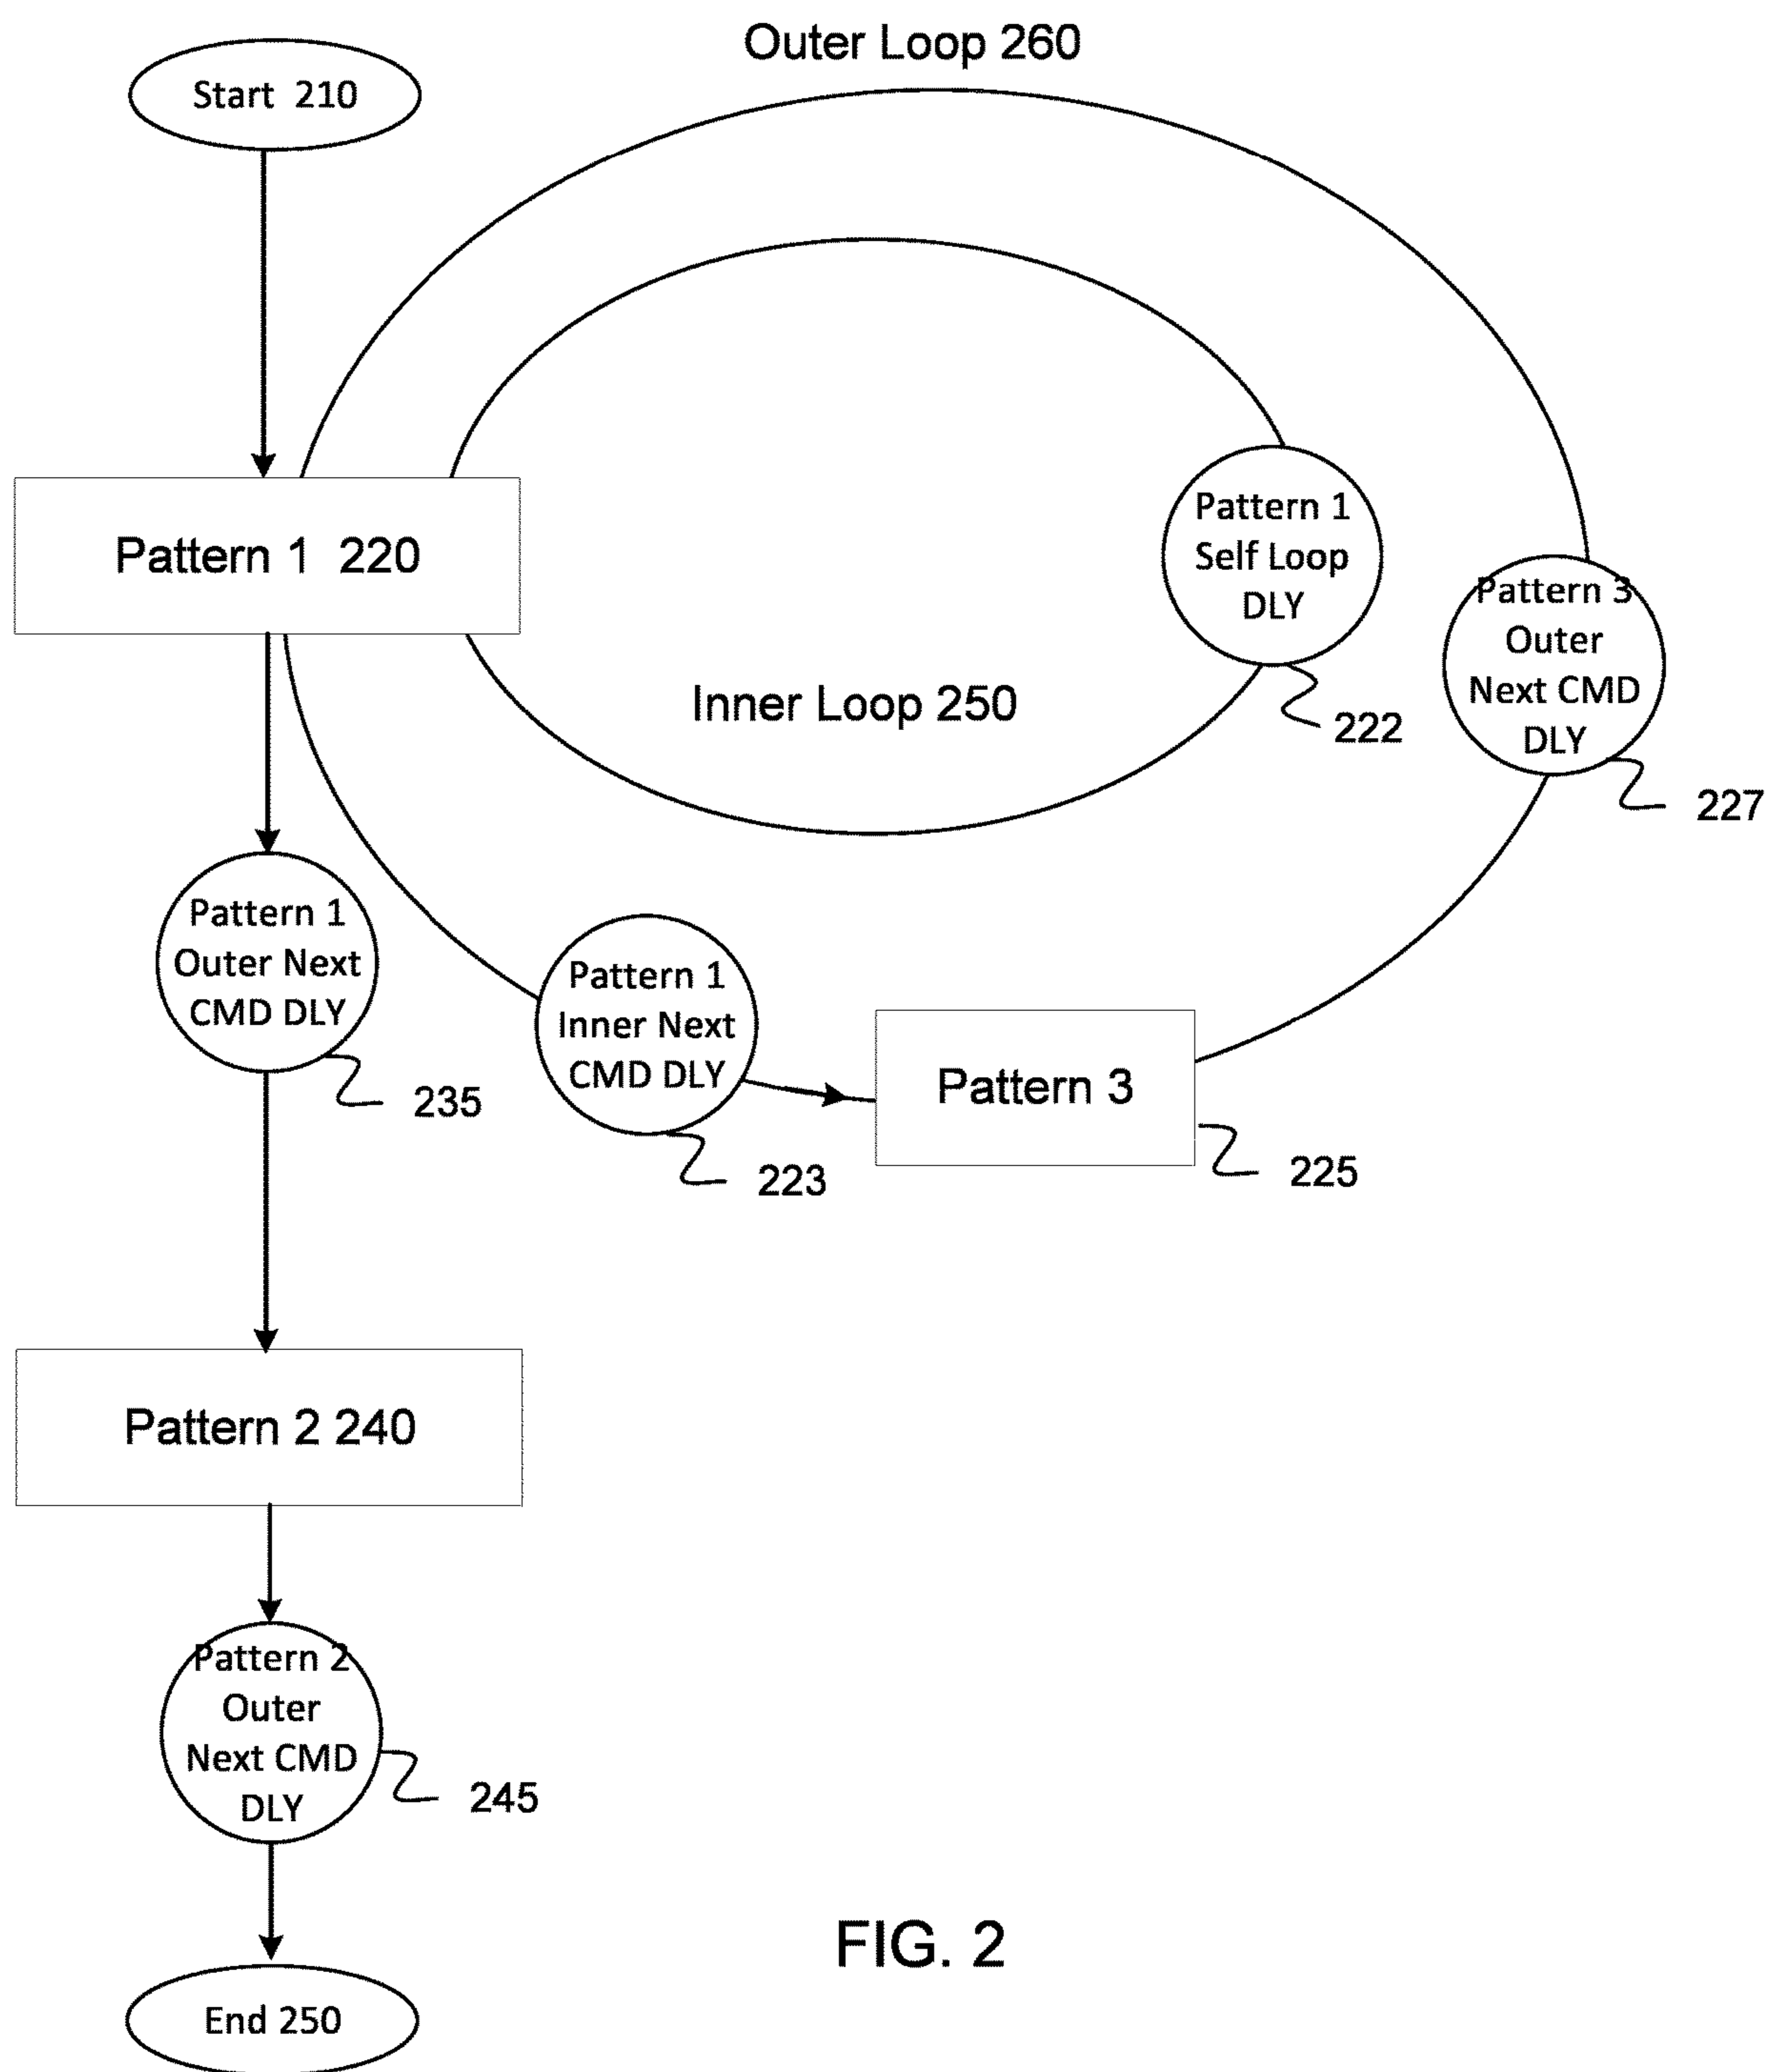 Outer Loop 260
Start 210
Pattern 1 220
Pattern 1
Self Loop
DLY
222
Pattern 3
Outer
Next CMD
DLY
227
Inner Loop 250
Pattern 1
Outer Next
CMD DLY
235
Pattern 1
Inner Next
CMD DLY
223
Pattern 3
225
Pattern 2 240
Pattern 2
Outer
Next CMD
DLY
245
End 250
FIG. 2